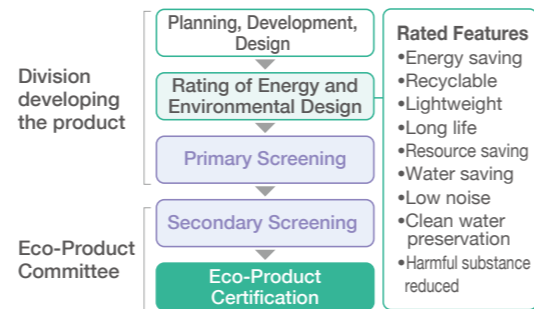 Division
developing
the product
Eco-Product
Committee
Planning, Development,
Design
Rating of Energy and
Environmental Design
Primary Screening
Secondary Screening
Eco-Product
Certification
Rated Features
•Energy saving
•Recyclable
•Lightweight
•Long life
•Resource saving
•Water saving
•Low noise
•Clean water
preservation
•Harmful substance
reduced